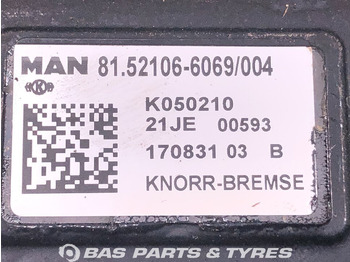 MAN 81.52106-6069/004
K
K050210
21JE 00593
170831 03 B
KNORR-BREMSE
BAS PARTS & TYRES